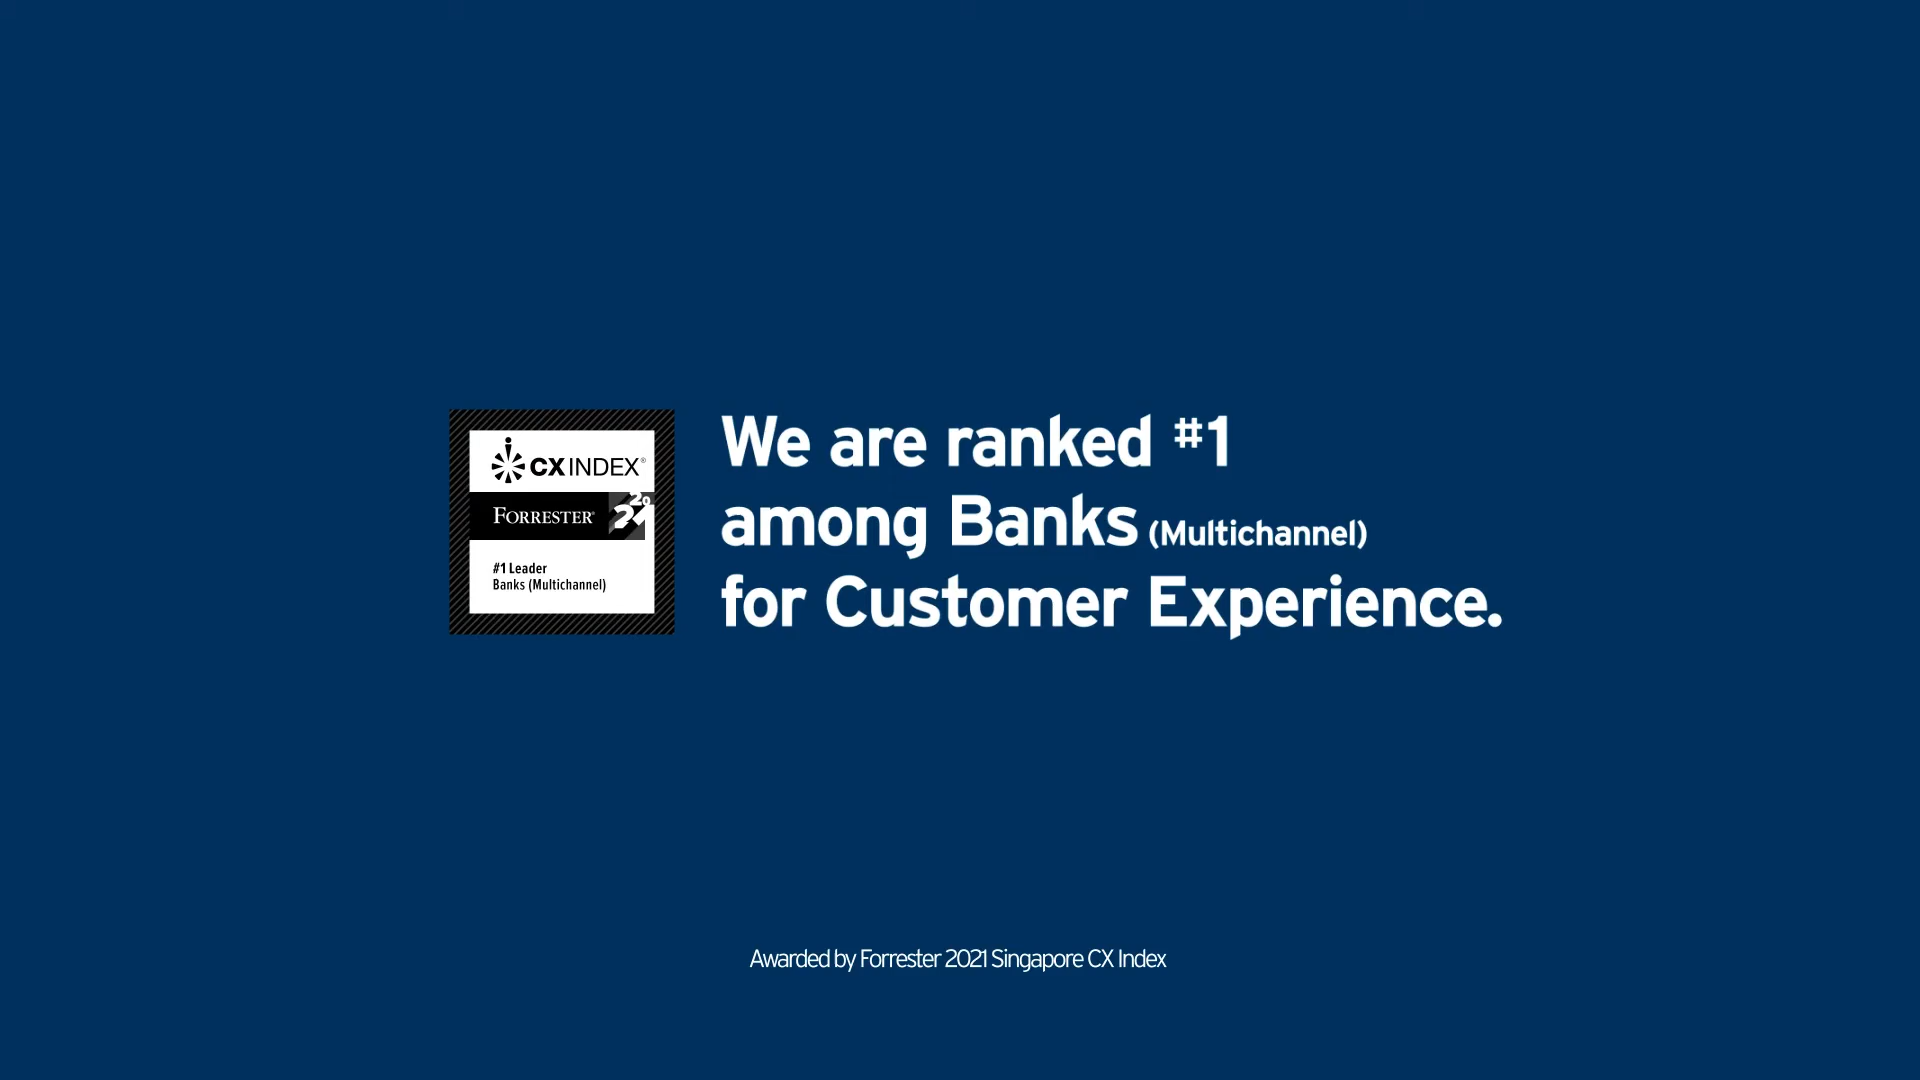 CX INDEX®
FORRESTER®
2021
#1 Leader
Banks (Multichannel)
We are ranked #1
among Banks (Multichannel)
for Customer Experience.
Awarded by Forrester 2021 Singapore CX Index